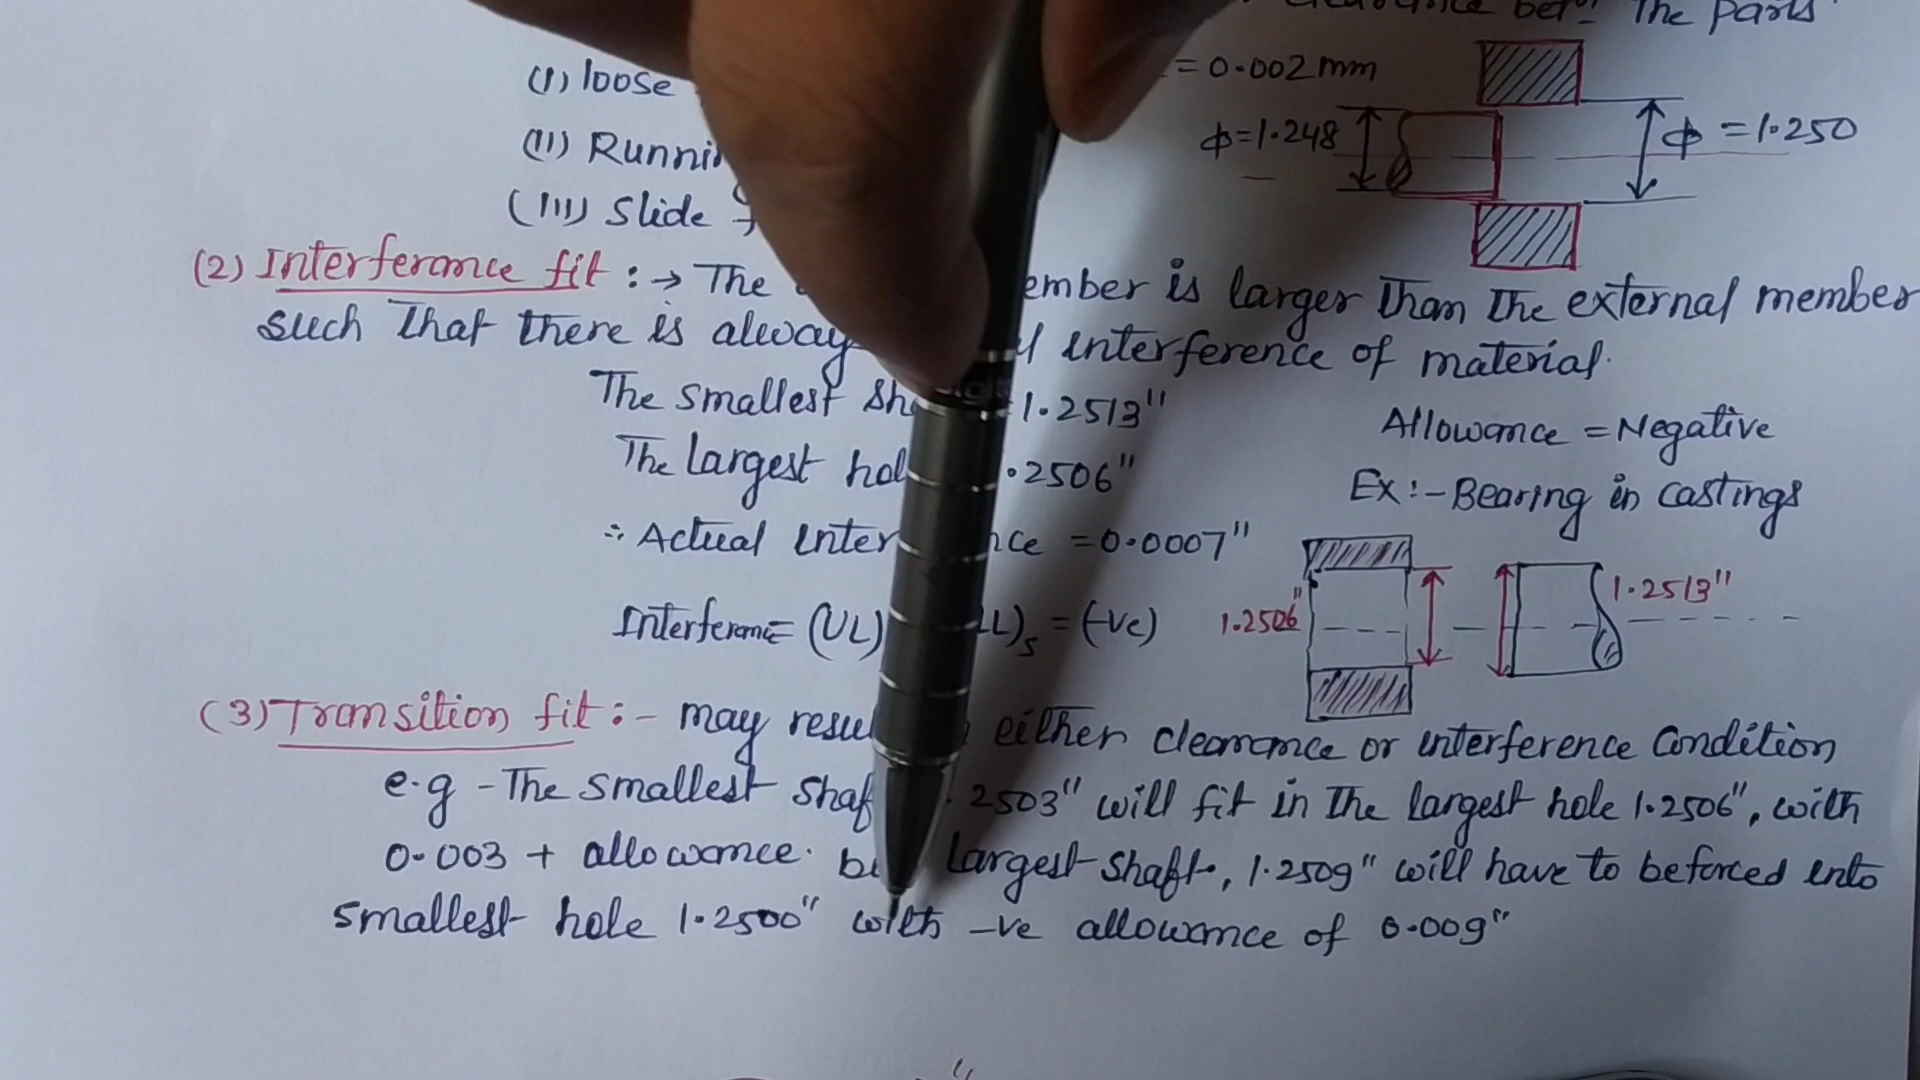 the parts
(I) loose = 0.002 mm
φ=1.248 φ = 1.250
(II) Runni
(III) Slide
(2) Interference fit :→ The ember is larger than the external member
such that there is alway interference of material.
The smallest sh 1.2513"
Allowance = Negative
The largest hol .2506"
Ex:- Bearing in castings
∴ Actual inter nce = 0.0007"
1.2506" 1.2513"
Interference = (UL) L)s = (-ve)
(3) Transition fit :- may resul either clearance or interference condition
e.g - The smallest shaf .2503" will fit in the largest hole 1.2506", with
0.003 + allowance. b largest shaft, 1.2509" will have to be forced into
smallest hole 1.2500" with -ve allowance of 0.009"